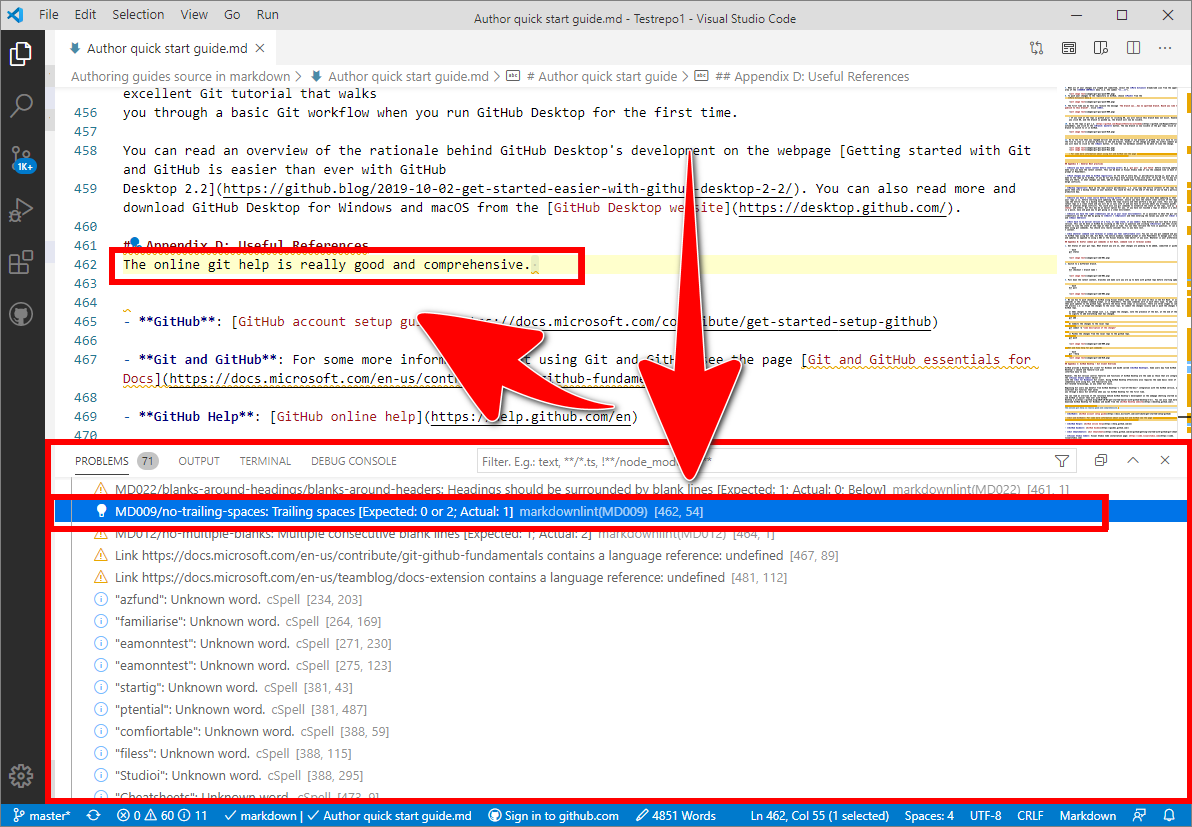 File Edit Selection View Go Run
Author quick start guide.md - Testrepo1 - Visual Studio Code
Author quick start guide.md
Authoring guides source in markdown > Author quick start guide.md > # Author quick start guide > ## Appendix D: Useful References
excellent Git tutorial that walks
456 you through a basic Git workflow when you run GitHub Desktop for the first time.
457
458 You can read an overview of the rationale behind GitHub Desktop's development on the webpage [Getting started with Git
and GitHub is easier than ever with GitHub
459 Desktop 2.2](https://github.blog/2019-10-02-get-started-easier-with-github-desktop-2-2/). You can also read more and
download GitHub Desktop for Windows and macOS from the [GitHub Desktop website](https://desktop.github.com/).
460
461 # Appendix D: Useful References
462 The online git help is really good and comprehensive.
463
464
465 - **GitHub**: [GitHub account setup gu s://docs.microsoft.com/contribute/get-started-setup-github)
466
467 - **Git and GitHub**: For some more inform t using Git and GitH see the page [Git and GitHub essentials for
Docs](https://docs.microsoft.com/en-us/cont -github-fundame
468
469 - **GitHub Help**: [GitHub online help](https://help.github.com/en)
470
PROBLEMS 71 OUTPUT TERMINAL DEBUG CONSOLE
Filter. E.g.: text, **/*.ts, !**/node_mod **
MD022/blanks-around-headings/blanks-around-headers: Headings should be surrounded by blank lines [Expected: 1; Actual: 0; Below] markdownlint(MD022) [461, 1]
MD009/no-trailing-spaces: Trailing spaces [Expected: 0 or 2; Actual: 1] markdownlint(MD009) [462, 54]
MD012/no-multiple-blanks: Multiple consecutive blank lines [Expected: 1; Actual: 2] markdownlint(MD012) [464, 1]
Link https://docs.microsoft.com/en-us/contribute/git-github-fundamentals contains a language reference: undefined [467, 89]
Link https://docs.microsoft.com/en-us/teamblog/docs-extension contains a language reference: undefined [481, 112]
"azfund": Unknown word. cSpell [234, 203]
"familiarise": Unknown word. cSpell [264, 169]
"eamonntest": Unknown word. cSpell [271, 230]
"eamonntest": Unknown word. cSpell [275, 123]
"startig": Unknown word. cSpell [381, 43]
"ptential": Unknown word. cSpell [381, 487]
"comfiortable": Unknown word. cSpell [388, 59]
"filess": Unknown word. cSpell [388, 115]
"Studioi": Unknown word. cSpell [388, 295]
"Cheatsheets": Unknown word. cSpell [473, 9]
1K+
master* 0 60 11 markdown | Author quick start guide.md Sign in to github.com 4851 Words Ln 462, Col 55 (1 selected) Spaces: 4 UTF-8 CRLF Markdown